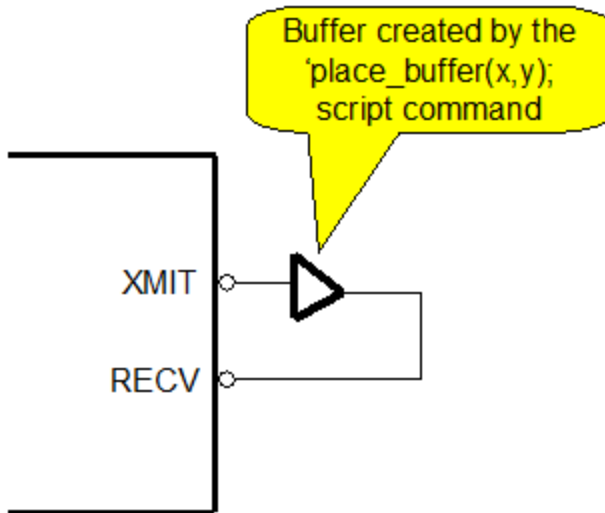 Buffer created by the
‘place_buffer(x,y);
script command
XMIT
RECV